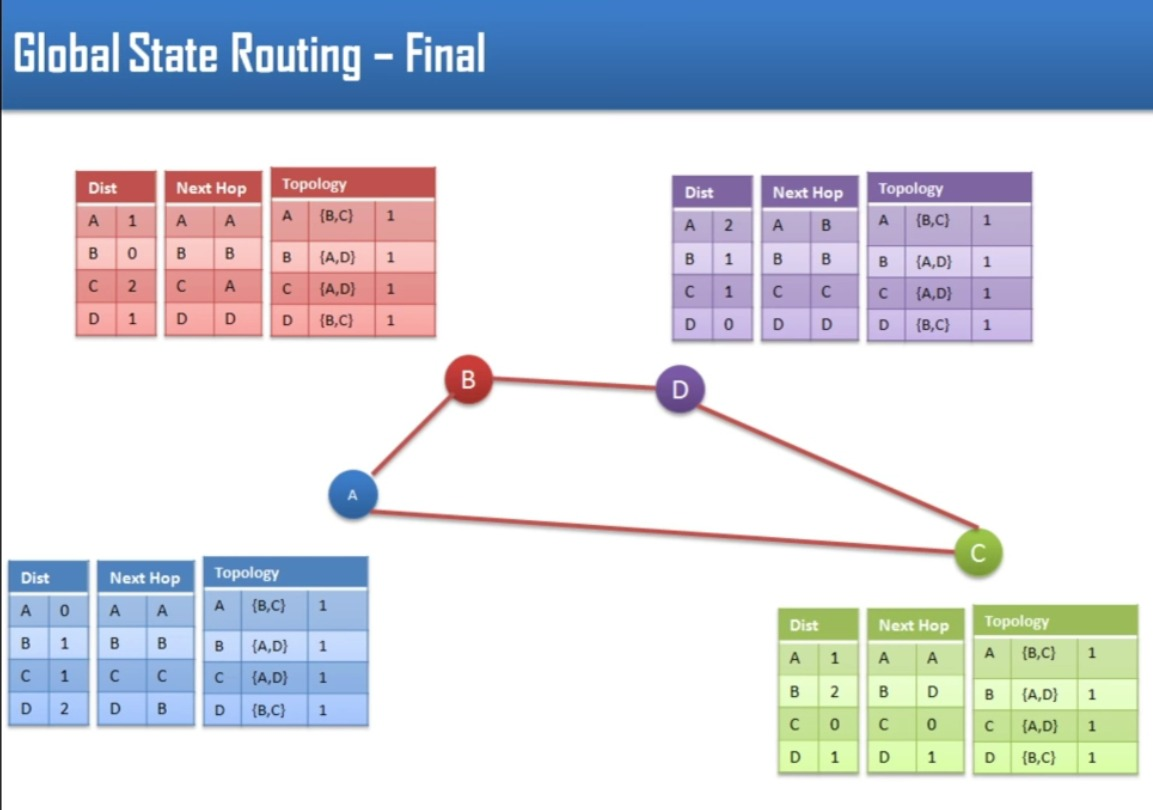 Global State Routing – Final
Dist Next Hop Topology
A 1 A A A {B,C} 1
B 0 B B B {A,D} 1
C 2 C A C {A,D} 1
D 1 D D D {B,C} 1
Dist Next Hop Topology
A 2 A B A {B,C} 1
B 1 B B B {A,D} 1
C 1 C C C {A,D} 1
D 0 D D D {B,C} 1
B
D
A
C
Dist Next Hop Topology
A 0 A A A {B,C} 1
B 1 B B B {A,D} 1
C 1 C C C {A,D} 1
D 2 D B D {B,C} 1
Dist Next Hop Topology
A 1 A A A {B,C} 1
B 2 B D B {A,D} 1
C 0 C 0 C {A,D} 1
D 1 D 1 D {B,C} 1